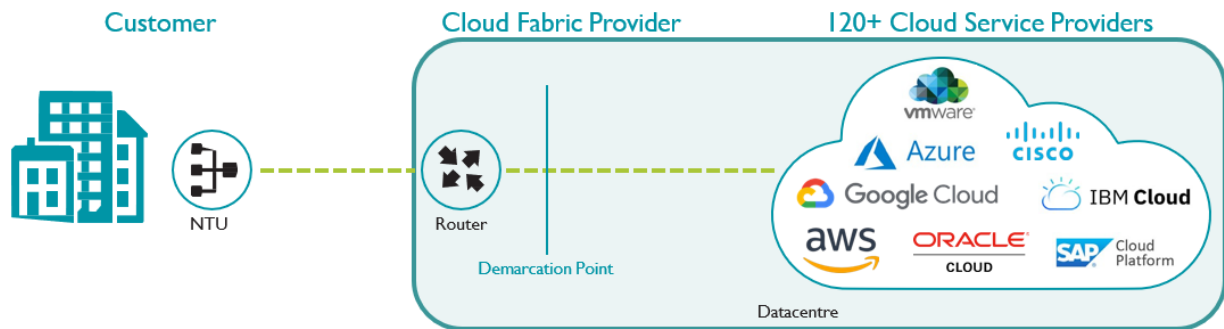 Customer
Cloud Fabric Provider
120+ Cloud Service Providers
vmware®
Azure
CISCO
Google Cloud
IBM Cloud
aws
ORACLE®
CLOUD
SAP
Cloud
Platform
NTU
Router
Demarcation Point
Datacentre